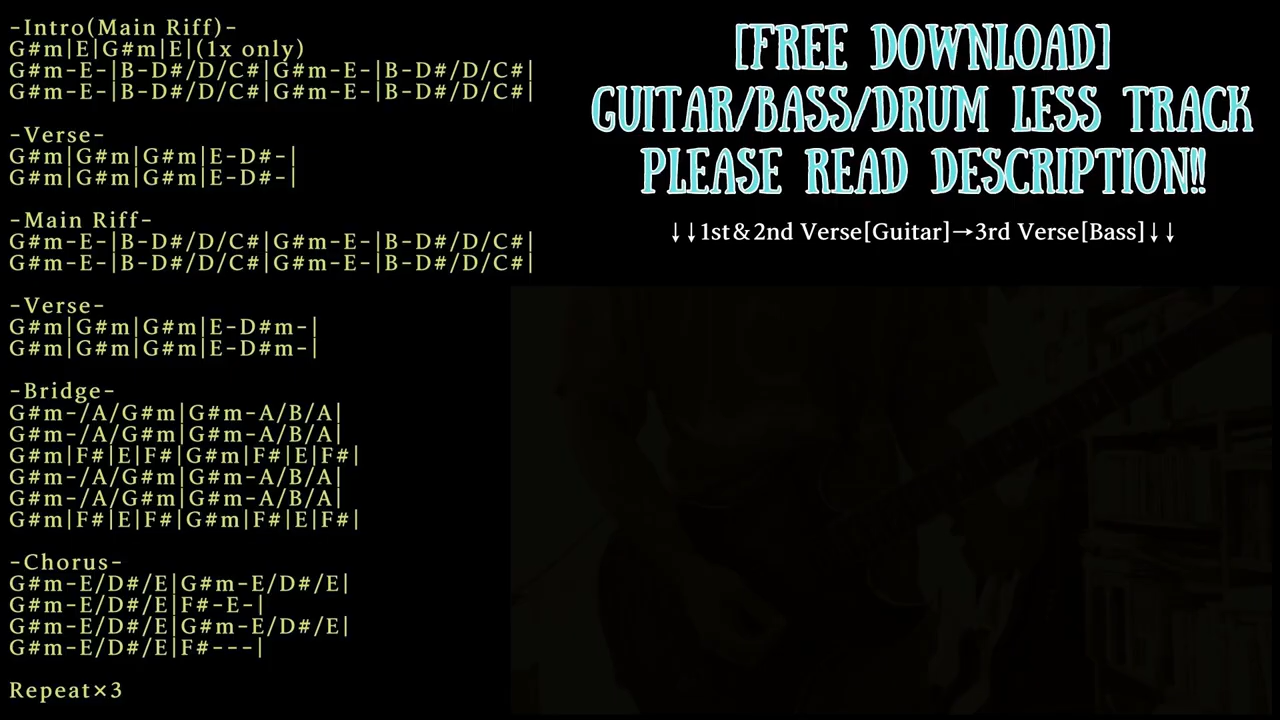 -Intro(Main Riff)-
G#m|E|G#m|E|(1x only)
G#m-E-|B-D#/D/C#|G#m-E-|B-D#/D/C#|
G#m-E-|B-D#/D/C#|G#m-E-|B-D#/D/C#|
-Verse-
G#m|G#m|G#m|E-D#-|
G#m|G#m|G#m|E-D#-|
-Main Riff-
G#m-E-|B-D#/D/C#|G#m-E-|B-D#/D/C#|
G#m-E-|B-D#/D/C#|G#m-E-|B-D#/D/C#|
-Verse-
G#m|G#m|G#m|E-D#m-|
G#m|G#m|G#m|E-D#m-|
-Bridge-
G#m-/A/G#m|G#m-A/B/A|
G#m-/A/G#m|G#m-A/B/A|
G#m|F#|E|F#|G#m|F#|E|F#|
G#m-/A/G#m|G#m-A/B/A|
G#m-/A/G#m|G#m-A/B/A|
G#m|F#|E|F#|G#m|F#|E|F#|
-Chorus-
G#m-E/D#/E|G#m-E/D#/E|
G#m-E/D#/E|F#-E-|
G#m-E/D#/E|G#m-E/D#/E|
G#m-E/D#/E|F#---|
Repeat×3
[FREE DOWNLOAD]
GUITAR/BASS/DRUM LESS TRACK
PLEASE READ DESCRIPTION!!
↓↓1st&2nd Verse[Guitar]→3rd Verse[Bass]↓↓